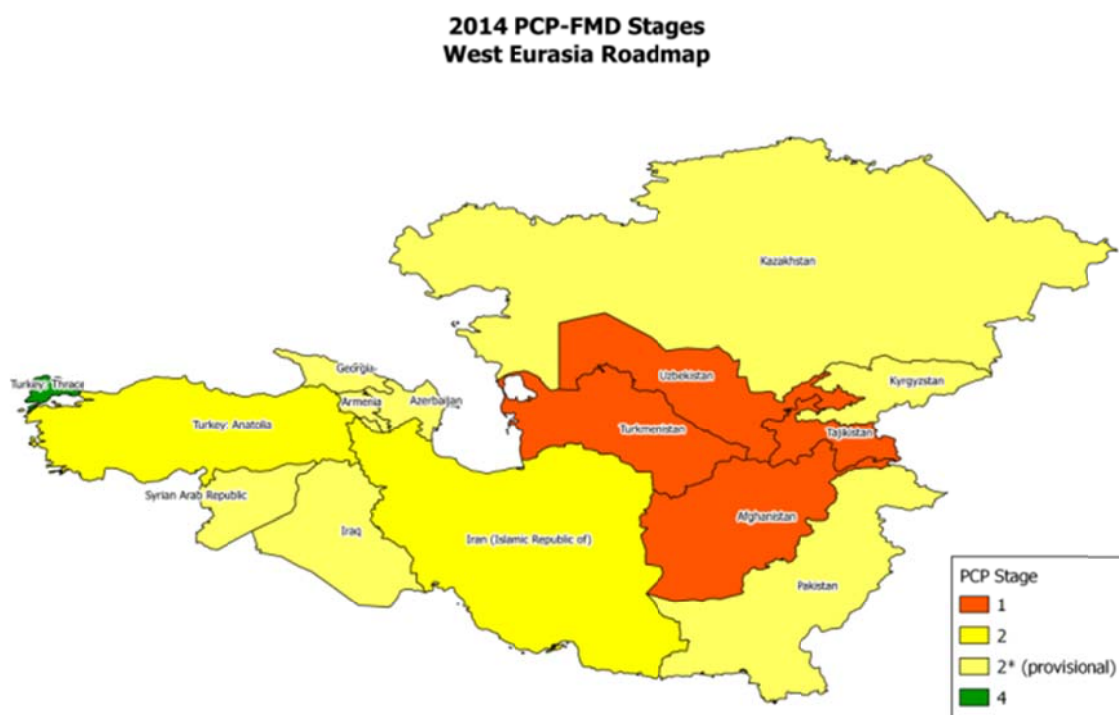 2014 PCP-FMD Stages
West Eurasia Roadmap
Kazakhstan
Georgia
Turkey: Thrace
Uzbekistan
Kyrgyzstan
Armenia
Azerbaijan
Turkey: Anatolia
Turkmenistan
Tajikistan
Syrian Arab Republic
Afghanistan
Iraq
Iran (Islamic Republic of)
Pakistan
PCP Stage
1
2
2* (provisional)
4